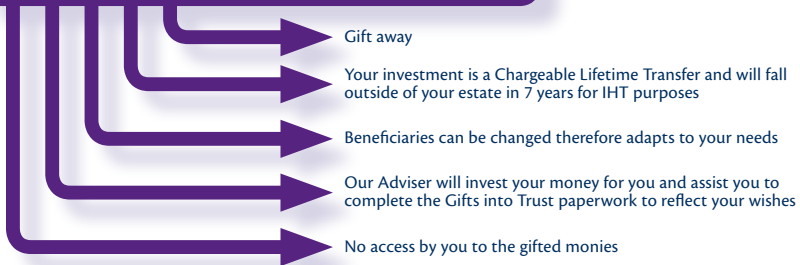 Gift away
Your investment is a Chargeable Lifetime Transfer and will fall
outside of your estate in 7 years for IHT purposes
Beneficiaries can be changed therefore adapts to your needs
Our Adviser will invest your money for you and assist you to
complete the Gifts into Trust paperwork to reflect your wishes
No access by you to the gifted monies